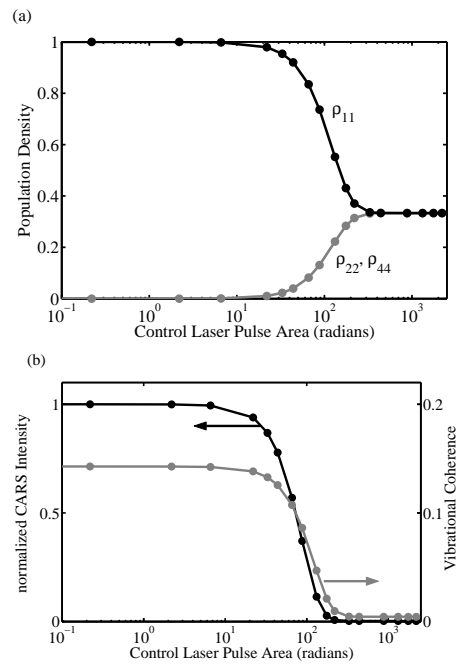 (a)
1
0.8
0.6
0.4
0.2
0
Population Density
ρ11
ρ22, ρ44
10^-1 10^0 10^1 10^2 10^3
Control Laser Pulse Area (radians)
(b)
1
0.5
0
normalized CARS Intensity
0.2
0.1
0
Vibrational Coherence
10^-1 10^0 10^1 10^2 10^3
Control Laser Pulse Area (radians)